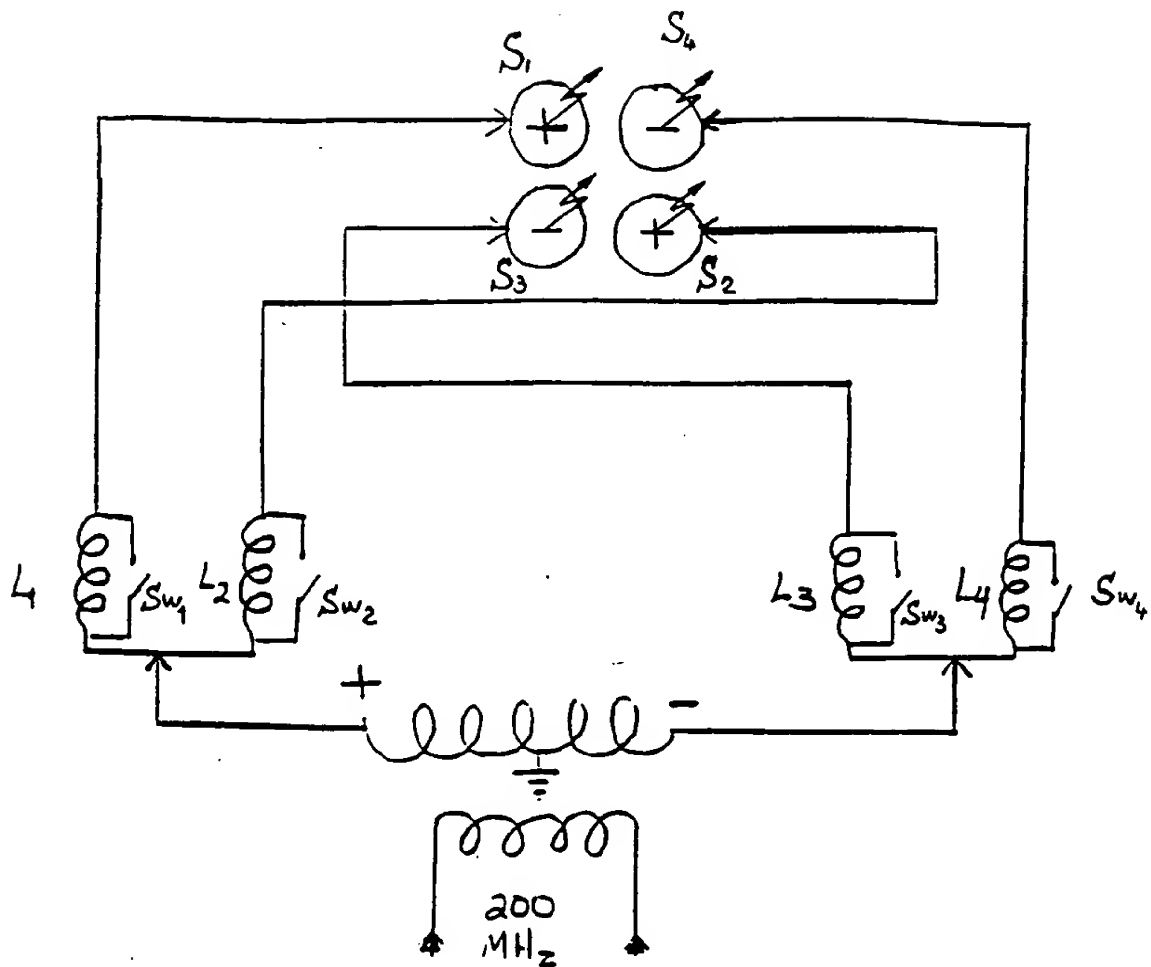 S₁ S₄
+ −
− +
S₃ S₂
L₁ Sw₁ L₂ Sw₂ L₃ Sw₃ L₄ Sw₄
+ −
200
MHz